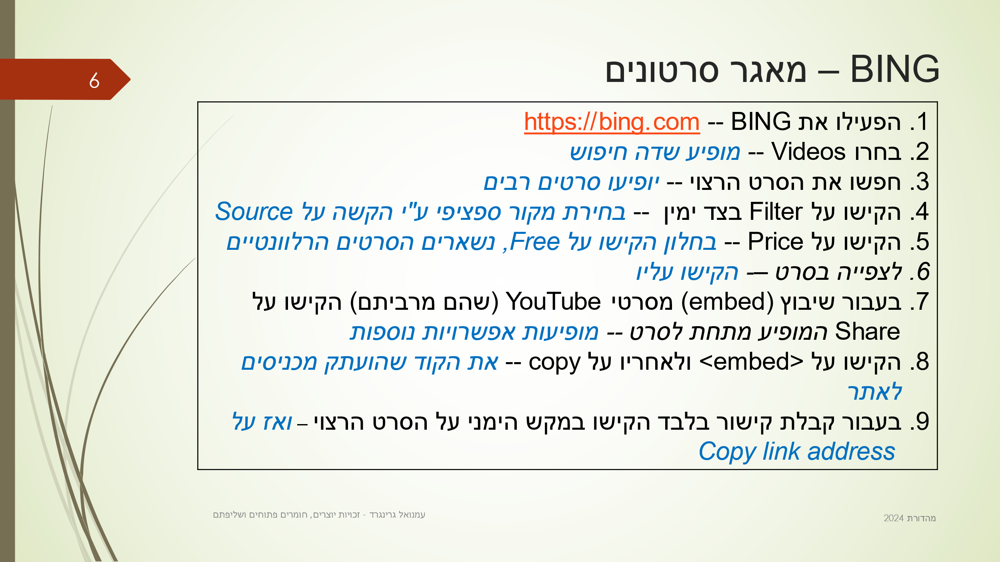 BING – מאגר סרטונים
6
1. הפעילו את BING -- https://bing.com
2. בחרו Videos -- מופיע שדה חיפוש
3. חפשו את הסרט הרצוי -- יופיעו סרטים רבים
4. הקישו על Filter בצד ימין -- בחירת מקור ספציפי ע"י הקשה על Source
5. הקישו על Price -- בחלון הקישו על Free, נשארים הסרטים הרלוונטיים
6. לצפייה בסרט –- הקישו עליו
7. בעבור שיבוץ (embed) מסרטי YouTube (שהם מרביתם) הקישו על
Share המופיע מתחת לסרט -- מופיעות אפשרויות נוספות
8. הקישו על <embed> ולאחריו על copy -- את הקוד שהועתק מכניסים
לאתר
9. בעבור קבלת קישור בלבד הקישו במקש הימני על הסרט הרצוי – ואז על
Copy link address
מהדורת 2024
עמנואל גרינגרד - זכויות יוצרים, חומרים פתוחים ושליפתם